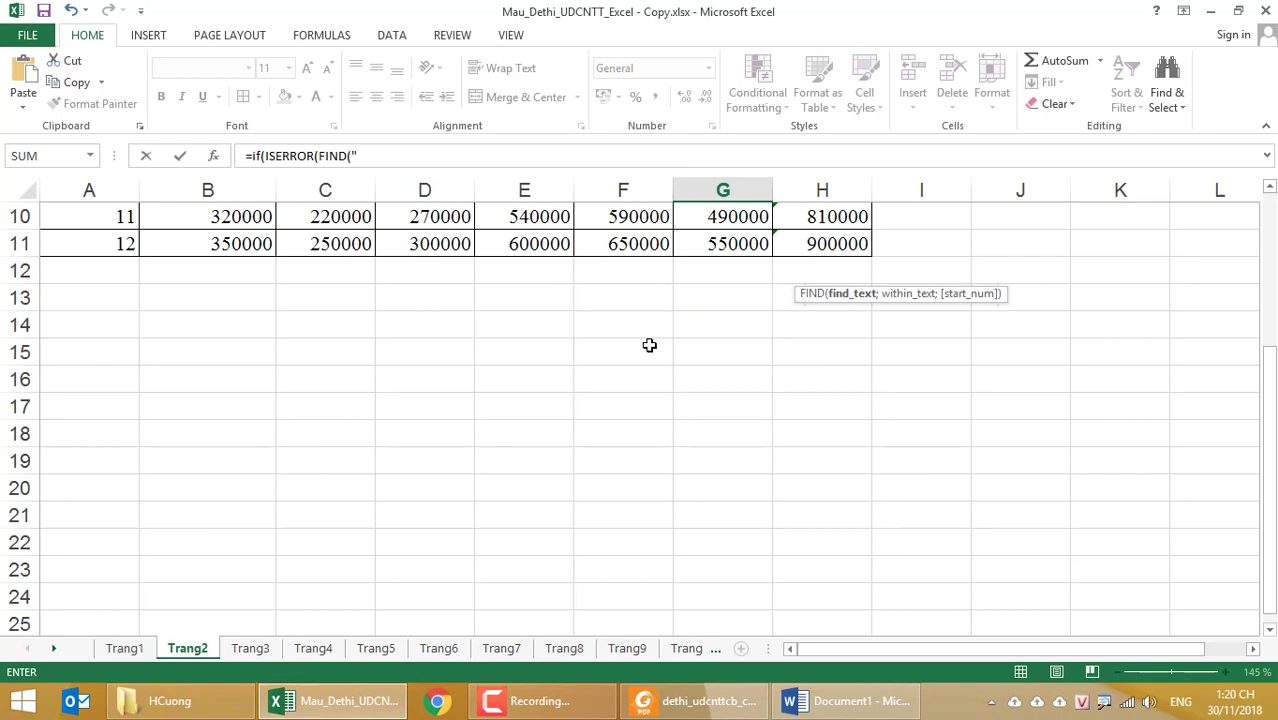 Mau_Dethi_UDCNTT_Excel - Copy.xlsx - Microsoft Excel
FILE HOME INSERT PAGE LAYOUT FORMULAS DATA REVIEW VIEW Sign in
Paste Cut Copy Format Painter Clipboard
11 A A B I U A Font
Wrap Text Merge & Center Alignment
General % , Number
Conditional Formatting Format as Table Cell Styles Styles
Insert Delete Format Cells
AutoSum Fill Clear Sort & Filter Find & Select Editing
SUM fx =if(ISERROR(FIND("
A B C D E F G H I J K L
10 11 320000 220000 270000 540000 590000 490000 810000
11 12 350000 250000 300000 600000 650000 550000 900000
12
13 FIND(find_text; within_text; [start_num])
14
15
16
17
18
19
20
21
22
23
24
25
Trang1 Trang2 Trang3 Trang4 Trang5 Trang6 Trang7 Trang8 Trang9 Trang ...
ENTER 145 %
HCuong Mau_Dethi_UDCNT... Recording... dethi_udcnttcb_c... Document1 - Mic... ENG 1:20 CH
30/11/2018